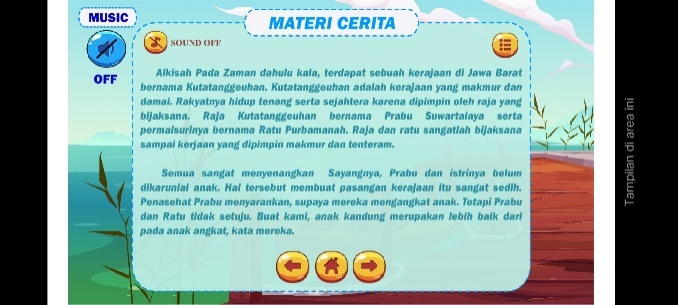 MUSIC
OFF
MATERI CERITA
SOUND OFF
Alkisah Pada Zaman dahulu kala, terdapat sebuah kerajaan di Jawa Barat
bernama Kutatanggeuhan. Kutatanggeuhan adalah kerajaan yang makmur dan
damai. Rakyatnya hidup tenang serta sejahtera karena dipimpin oleh raja yang
bijaksana. Raja Kutatanggeuhan bernama Prabu Suwartalaya serta
permaisurinya bernama Ratu Purbamanah. Raja dan ratu sangatlah bijaksana
sampai kerjaan yang dipimpin makmur dan tenteram.
Semua sangat menyenangkan Sayangnya, Prabu dan istrinya belum
dikaruniai anak. Hal tersebut membuat pasangan kerajaan itu sangat sedih.
Penasehat Prabu menyarankan, supaya mereka mengangkat anak. Tetapi Prabu
dan Ratu tidak setuju. Buat kami, anak kandung merupakan lebih baik dari
pada anak angkat, kata mereka.
Tampilan di area ini